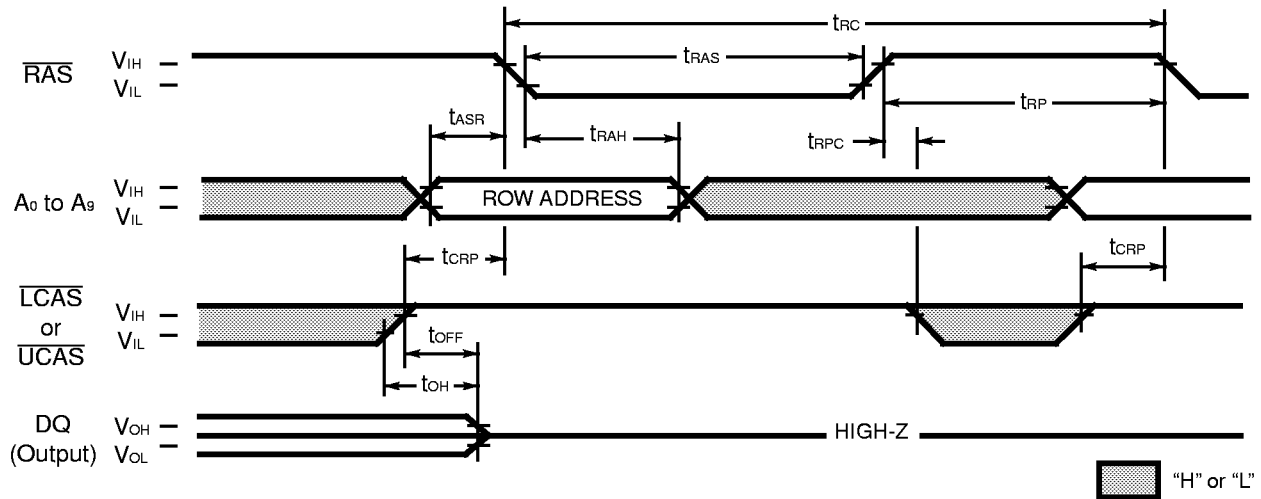 tRC
RAS
VIH
VIL
tRAS
tRP
tASR
tRAH
tRPC
A0 to A9
VIH
VIL
ROW ADDRESS
tCRP
tCRP
LCAS
or
UCAS
VIH
VIL
tOFF
tOH
DQ
(Output)
VOH
VOL
HIGH-Z
“H” or “L”